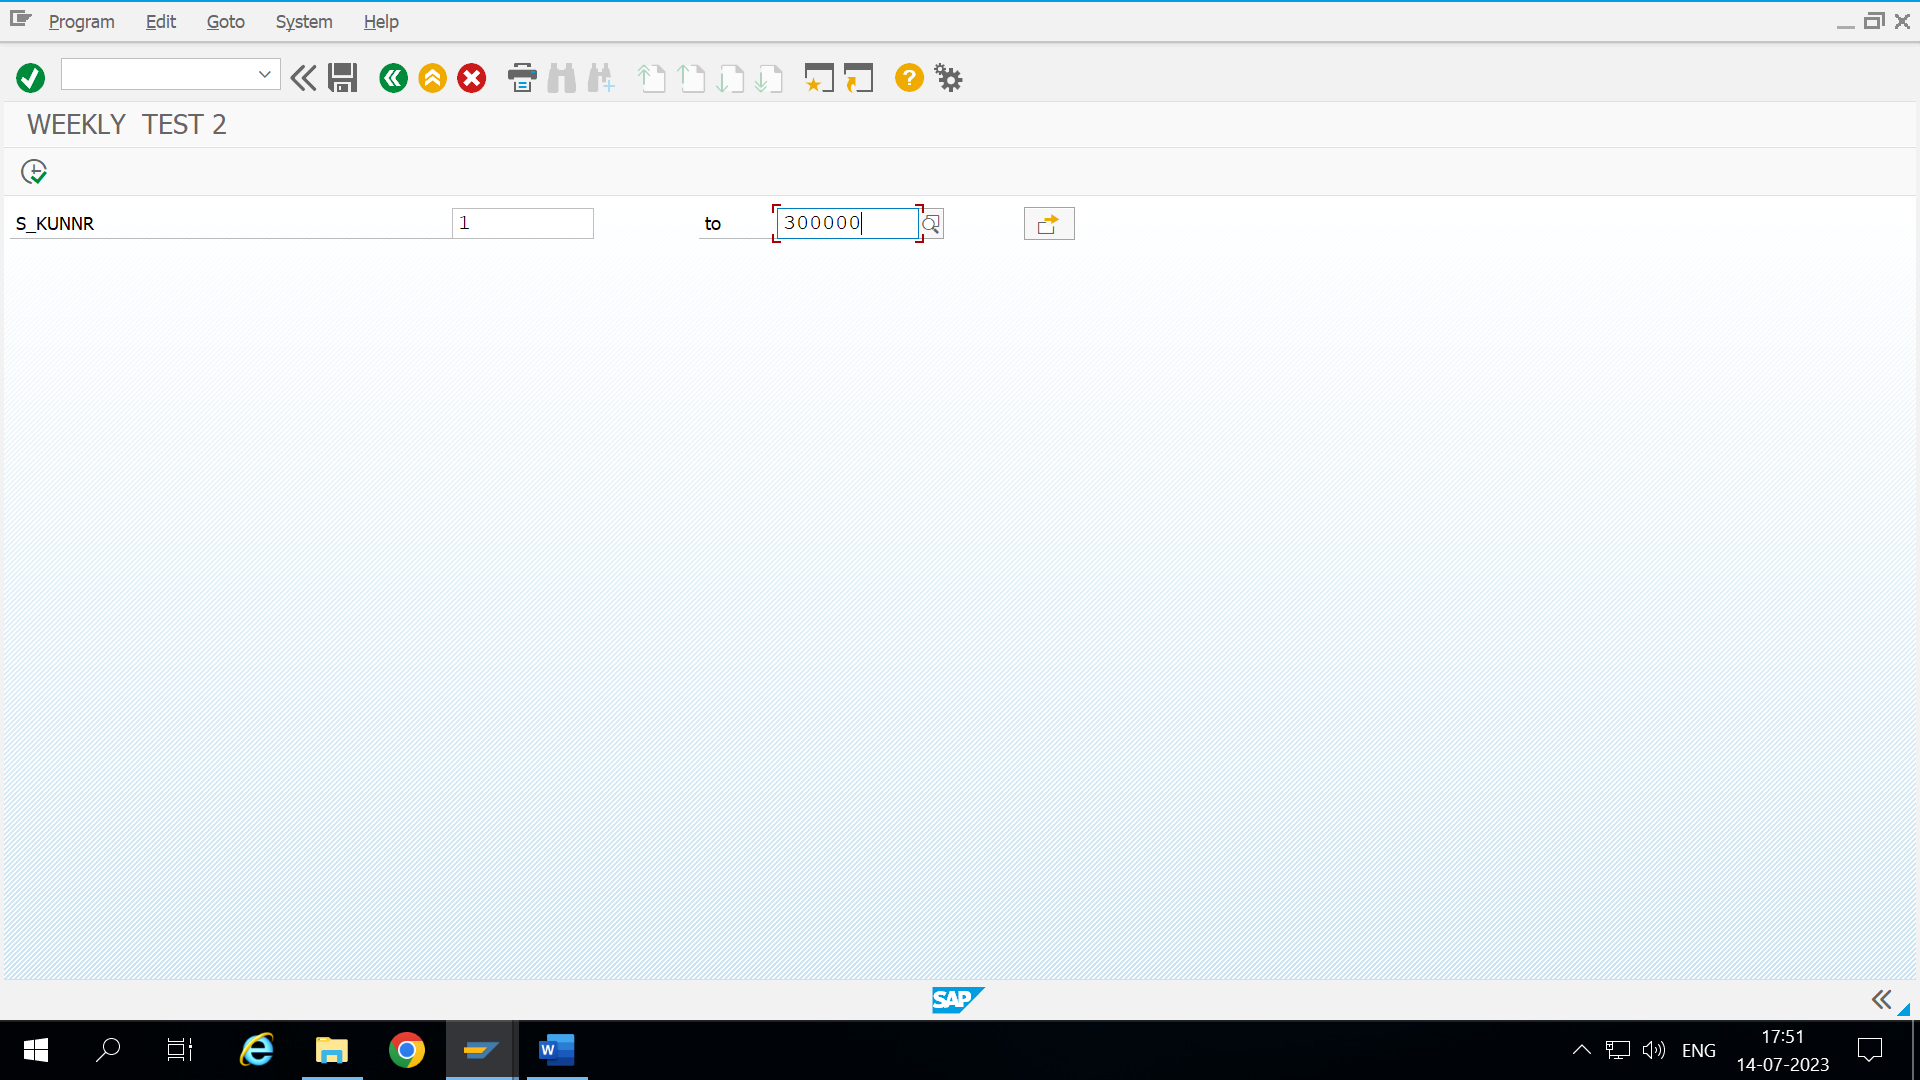 Program Edit Goto System Help
WEEKLY TEST 2
S_KUNNR 1 to 300000
SAP
ENG
17:51
14-07-2023